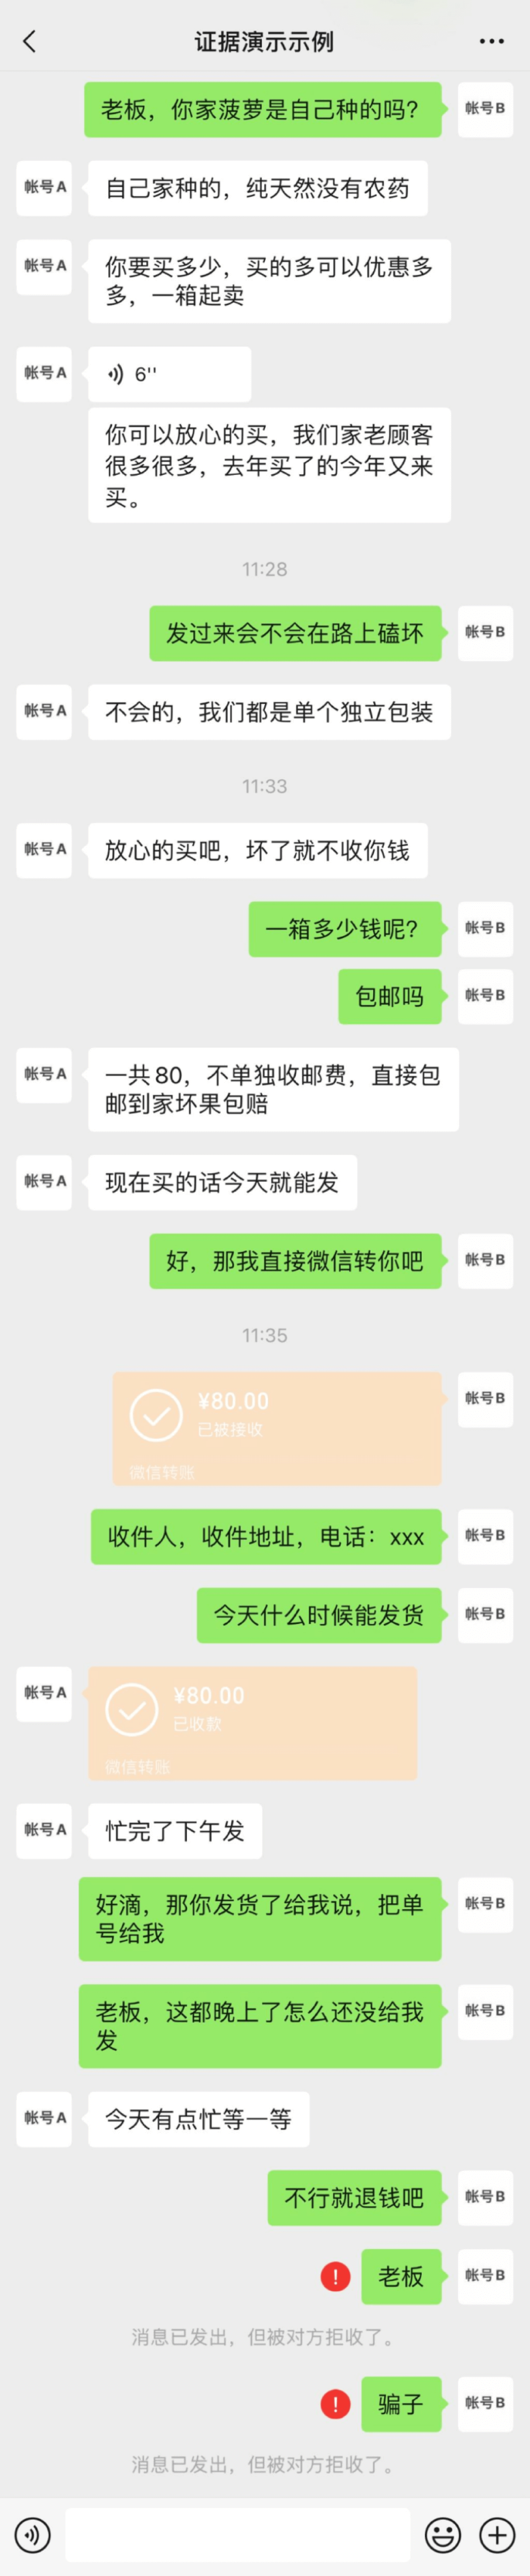 证据演示示例
老板，你家菠萝是自己种的吗?
帐号B
帐号A
自己家种的，纯天然没有农药
帐号A
你要买多少，买的多可以优惠多
多，一箱起卖
帐号A
6''
你可以放心的买，我们家老顾客
很多很多，去年买了的今年又来
买。
11:28
发过来会不会在路上磕坏
帐号B
帐号A
不会的，我们都是单个独立包装
11:33
帐号A
放心的买吧，坏了就不收你钱
一箱多少钱呢?
帐号B
包邮吗
帐号B
帐号A
一共80，不单独收邮费，直接包
邮到家坏果包赔
帐号A
现在买的话今天就能发
好，那我直接微信转你吧
帐号B
11:35
¥80.00
已被接收
微信转账
帐号B
收件人，收件地址，电话：xxx
帐号B
今天什么时候能发货
帐号B
帐号A
¥80.00
已收款
微信转账
帐号A
忙完了下午发
好滴，那你发货了给我说，把单
号给我
帐号B
老板，这都晚上了怎么还没给我
发
帐号B
帐号A
今天有点忙等一等
不行就退钱吧
帐号B
老板
帐号B
消息已发出，但被对方拒收了。
骗子
帐号B
消息已发出，但被对方拒收了。